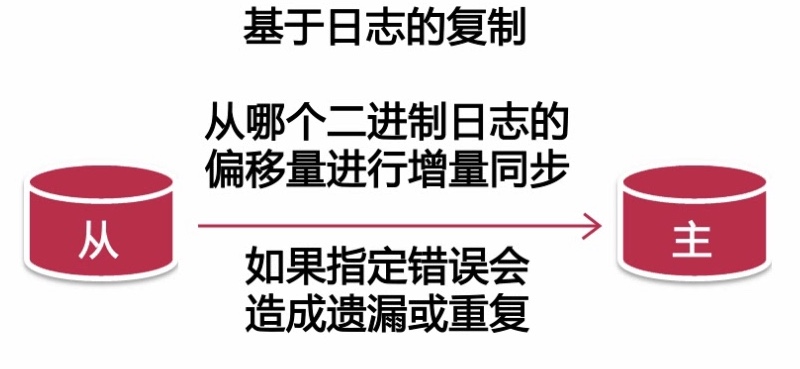 基于日志的复制
从哪个二进制日志的
偏移量进行增量同步
从
主
如果指定错误会
造成遗漏或重复